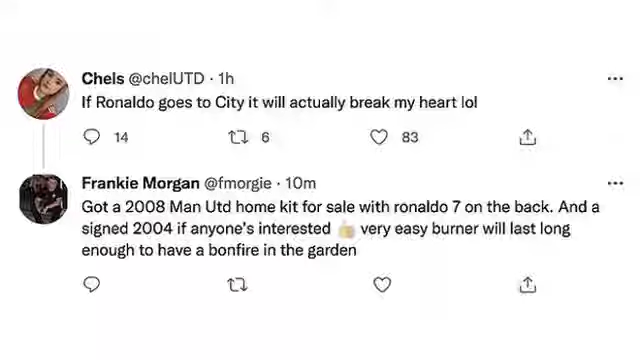 Chels @chelUTD · 1h
If Ronaldo goes to City it will actually break my heart lol
14 6 83
Frankie Morgan @fmorgie · 10m
Got a 2008 Man Utd home kit for sale with ronaldo 7 on the back. And a
signed 2004 if anyone's interested 👍 very easy burner will last long
enough to have a bonfire in the garden